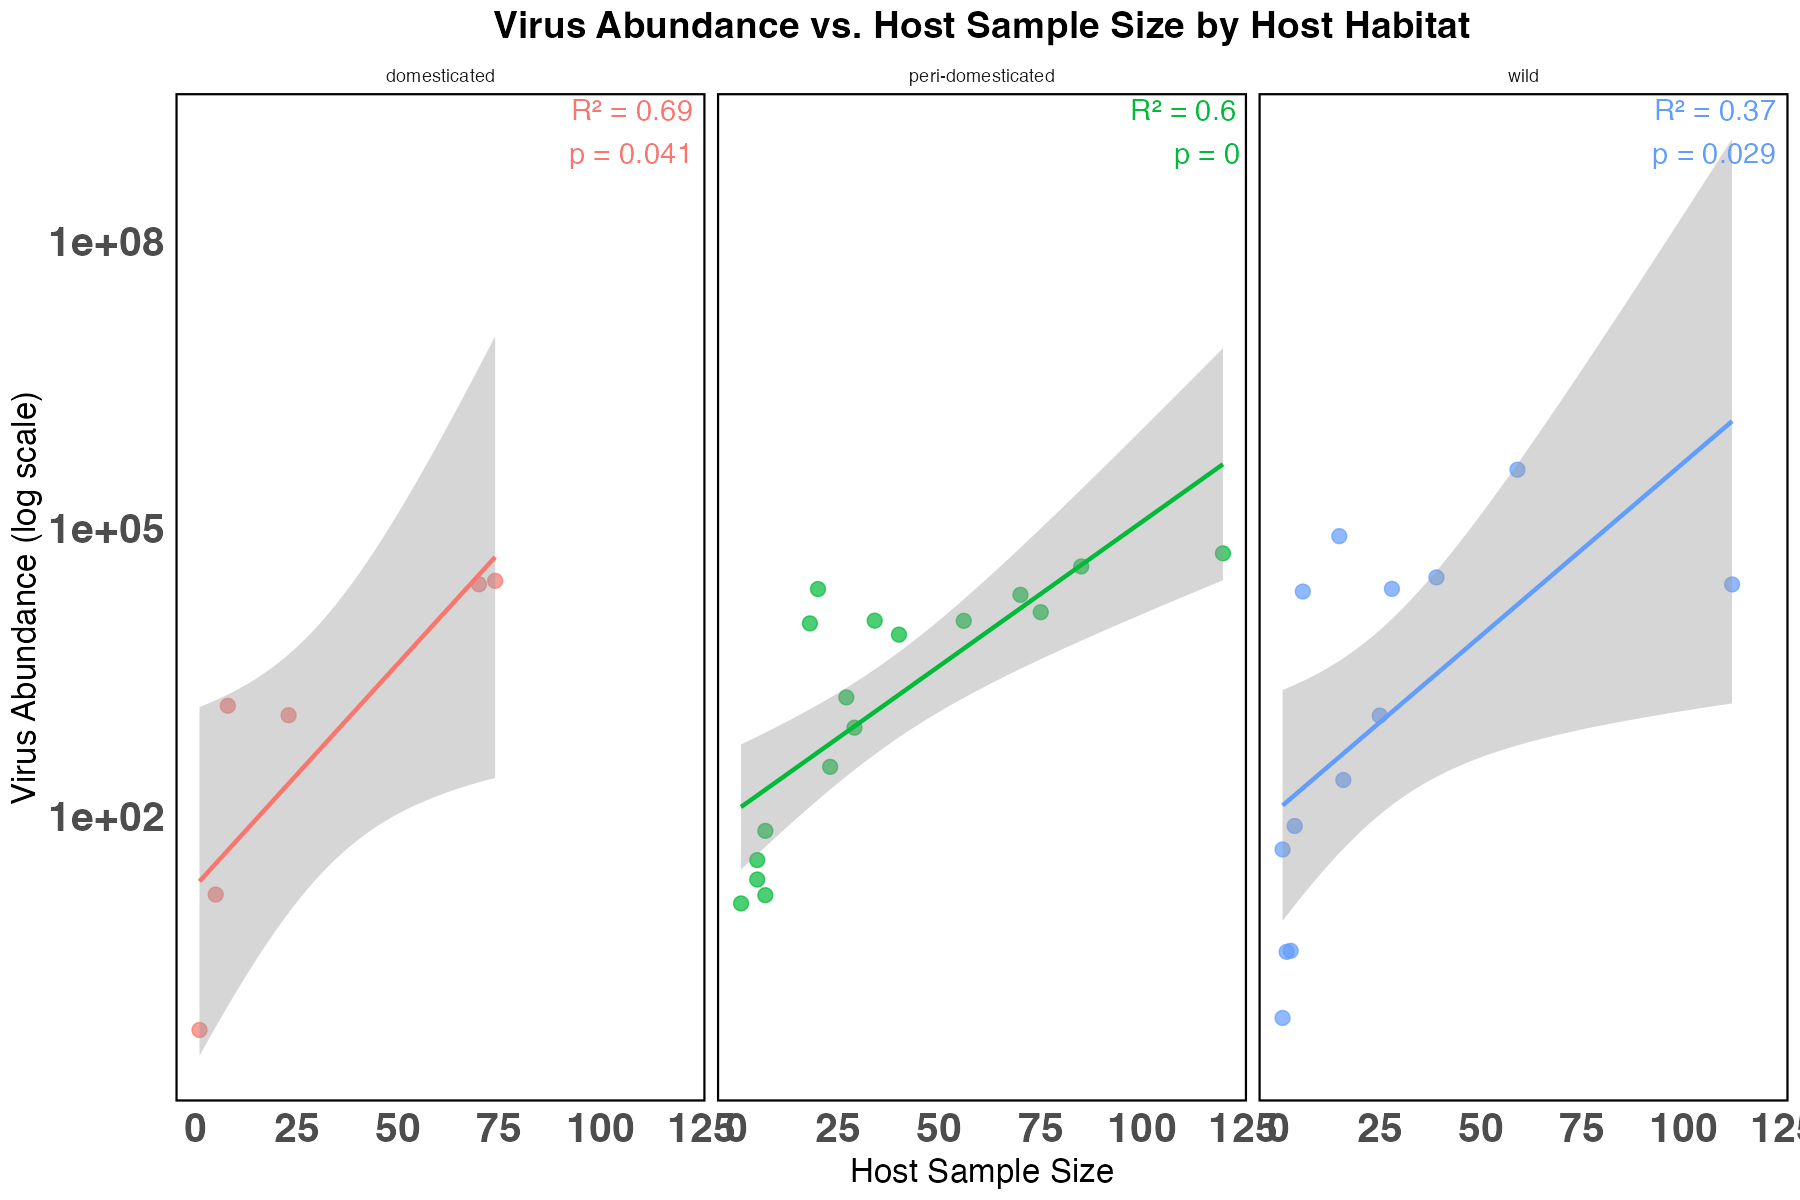 Virus Abundance vs. Host Sample Size by Host Habitat
domesticated
peri-domesticated
wild
R² = 0.69
p = 0.041
R² = 0.6
p = 0
R² = 0.37
p = 0.029
Virus Abundance (log scale)
1e+08
1e+05
1e+02
0 25 50 75 100 125
0 25 50 75 100 125
0 25 50 75 100 125
Host Sample Size